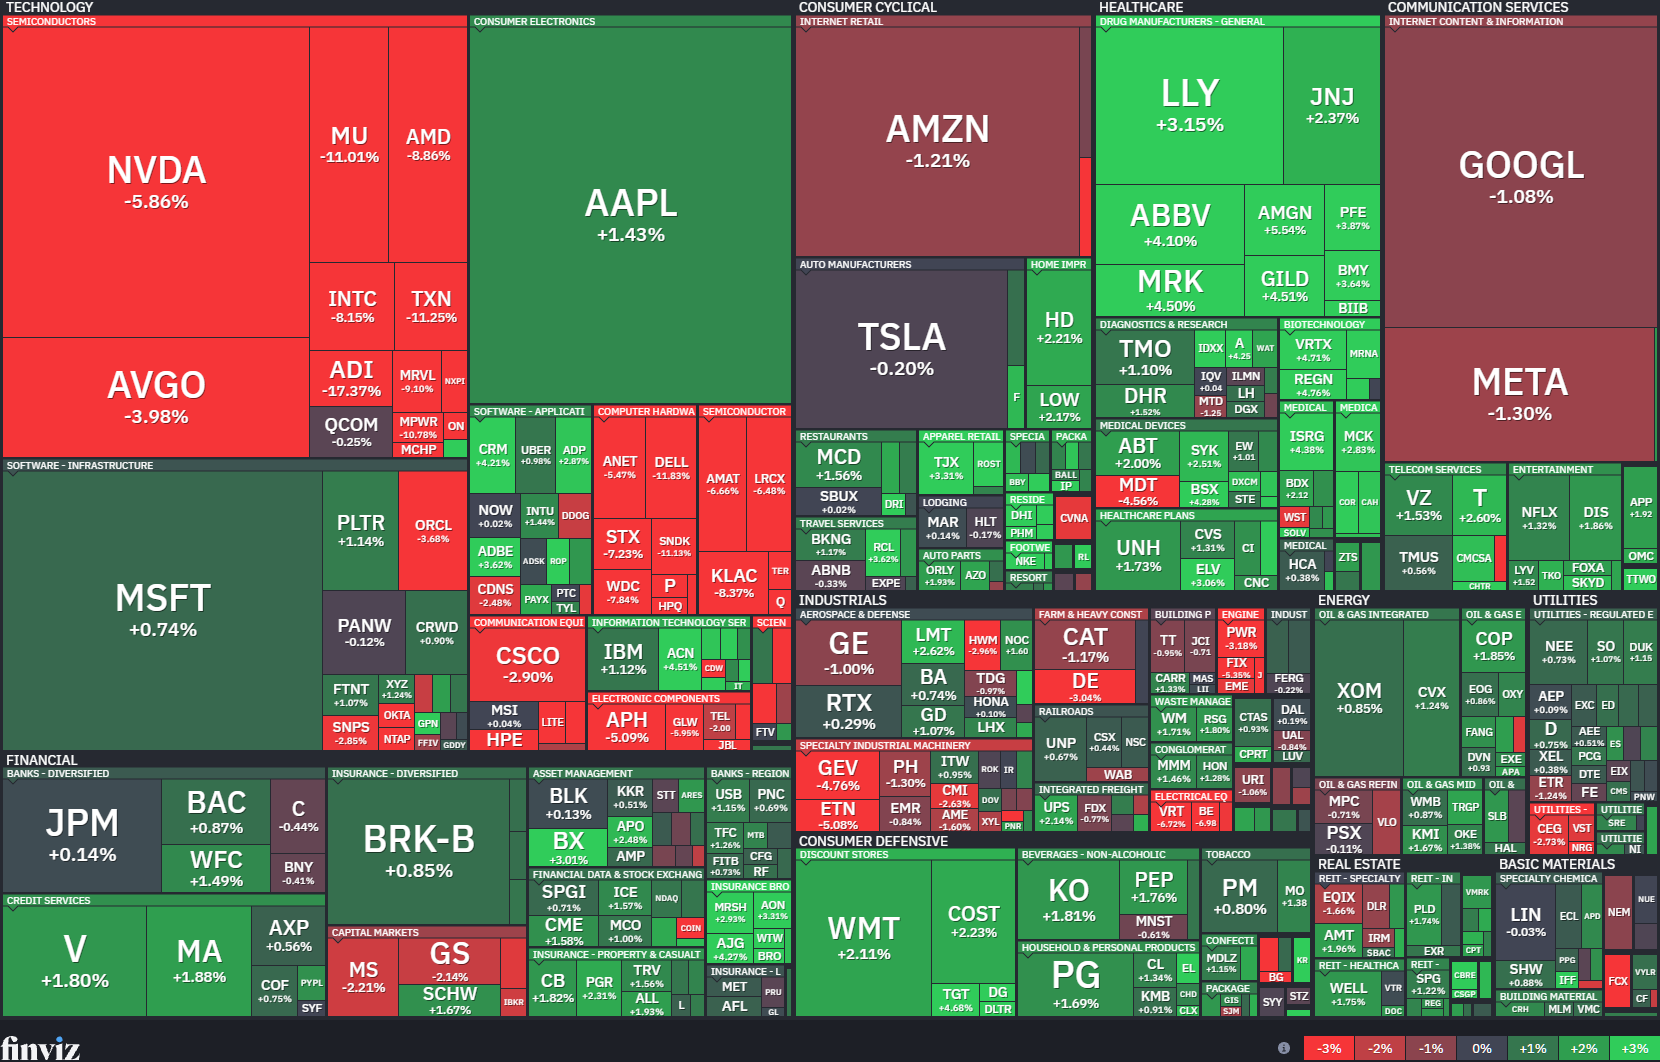 TECHNOLOGY
SEMICONDUCTORS
NVDA
-5.86%
MU
-11.01%
AMD
-8.86%
INTC
-8.15%
TXN
-11.25%
AVGO
-3.98%
ADI
-17.37%
MRVL
-9.10%
NXPI
QCOM
-0.25%
MPWR
-10.78%
ON
MCHP
CONSUMER ELECTRONICS
AAPL
+1.43%
SOFTWARE - INFRASTRUCTURE
MSFT
+0.74%
PLTR
+1.14%
ORCL
-3.68%
PANW
-0.12%
CRWD
+0.90%
FTNT
+1.07%
XYZ
+1.24%
SNPS
-2.85%
OKTA
GPN
NTAP
FFIV
GDDY
SOFTWARE - APPLICATI
CRM
+4.21%
UBER
+0.98%
ADP
+2.87%
NOW
+0.02%
INTU
+1.44%
DDOG
ADBE
+3.62%
ADSK
ROP
CDNS
-2.48%
PAYX
PTC
TYL
COMPUTER HARDWA
ANET
-5.47%
DELL
-11.83%
STX
-7.23%
SNDK
-11.13%
WDC
-7.84%
P
HPQ
SEMICONDUCTOR
AMAT
-6.66%
LRCX
-6.48%
KLAC
-8.37%
TER
Q
COMMUNICATION EQUI
CSCO
-2.90%
MSI
+0.04%
LITE
HPE
INFORMATION TECHNOLOGY SER
IBM
+1.12%
ACN
+4.51%
CDW
IT
SCIEN
FTV
ELECTRONIC COMPONENTS
APH
-5.09%
GLW
-5.95%
TEL
-2.00
JBL
CONSUMER CYCLICAL
INTERNET RETAIL
AMZN
-1.21%
AUTO MANUFACTURERS
TSLA
-0.20%
F
HOME IMPR
HD
+2.21%
LOW
+2.17%
RESTAURANTS
MCD
+1.56%
SBUX
+0.02%
DRI
APPAREL RETAIL
TJX
+3.31%
ROST
SPECIA
BBY
PACKA
BALL
IP
TRAVEL SERVICES
BKNG
+1.17%
RCL
+3.62%
ABNB
-0.33%
EXPE
LODGING
MAR
+0.14%
HLT
-0.17%
RESIDE
DHI
PHM
CVNA
AUTO PARTS
ORLY
+1.93%
AZO
FOOTWE
NKE
RL
RESORT
HEALTHCARE
DRUG MANUFACTURERS - GENERAL
LLY
+3.15%
JNJ
+2.37%
ABBV
+4.10%
AMGN
+5.54%
PFE
+3.87%
MRK
+4.50%
GILD
+4.51%
BMY
+3.64%
BIIB
DIAGNOSTICS & RESEARCH
TMO
+1.10%
IDXX
A
+4.25
WAT
DHR
+1.52%
IQV
+0.04
ILMN
MTD
-1.25
LH
DGX
BIOTECHNOLOGY
VRTX
+4.71%
MRNA
REGN
+4.76%
MEDICAL DEVICES
ABT
+2.00%
SYK
+2.51%
EW
+1.01
MDT
-4.56%
BSX
+4.28%
DXCM
STE
MEDICAL
ISRG
+4.38%
BDX
+2.12
WST
SOLV
MEDICA
MCK
+2.83%
COR
CAH
HEALTHCARE PLANS
UNH
+1.73%
CVS
+1.31%
CI
ELV
+3.06%
CNC
MEDICAL
HCA
+0.38%
ZTS
COMMUNICATION SERVICES
INTERNET CONTENT & INFORMATION
GOOGL
-1.08%
META
-1.30%
TELECOM SERVICES
VZ
+1.53%
T
+2.60%
TMUS
+0.56%
CMCSA
CHTR
ENTERTAINMENT
NFLX
+1.32%
DIS
+1.86%
LYV
+1.52
TKO
FOXA
SKYD
APP
+1.92
OMC
TTWO
FINANCIAL
BANKS - DIVERSIFIED
JPM
+0.14%
BAC
+0.87%
C
-0.44%
WFC
+1.49%
BNY
-0.41%
CREDIT SERVICES
V
+1.80%
MA
+1.88%
AXP
+0.56%
COF
+0.75%
PYPL
SYF
INSURANCE - DIVERSIFIED
BRK-B
+0.85%
CAPITAL MARKETS
MS
-2.21%
GS
-2.14%
SCHW
+1.67%
IBKR
ASSET MANAGEMENT
BLK
+0.13%
KKR
+0.51%
STT
ARES
BX
+3.01%
APO
+2.48%
AMP
FINANCIAL DATA & STOCK EXCHANG
SPGI
+0.71%
ICE
+1.57%
NDAQ
CME
+1.58%
MCO
+1.00%
COIN
INSURANCE - PROPERTY & CASUALT
CB
+1.82%
PGR
+2.31%
TRV
+1.56%
ALL
+1.93%
L
BANKS - REGION
USB
+1.15%
PNC
+0.69%
TFC
+1.26%
MTB
FITB
+0.73%
CFG
RF
INSURANCE BRO
MRSH
+2.93%
AON
+3.31%
AJG
+4.27%
WTW
BRO
INSURANCE - L
MET
PRU
AFL
GL
INDUSTRIALS
AEROSPACE & DEFENSE
GE
-1.00%
LMT
+2.62%
HWM
-2.96%
NOC
+1.60
RTX
+0.29%
BA
+0.74%
TDG
-0.97%
GD
+1.07%
HONA
+0.10%
LHX
SPECIALTY INDUSTRIAL MACHINERY
GEV
-4.76%
PH
-1.30%
ITW
+0.95%
ROK
IR
ETN
-5.08%
EMR
-0.84%
CMI
-2.63%
DOV
AME
-1.60%
XYL
PNR
FARM & HEAVY CONST
CAT
-1.17%
DE
-3.04%
RAILROADS
UNP
+0.67%
CSX
+0.44%
NSC
WAB
INTEGRATED FREIGHT
UPS
+2.14%
FDX
-0.77%
BUILDING P
TT
-0.95%
JCI
-0.71
CARR
+1.33%
MAS
LII
ENGINE
PWR
-3.18%
FIX
-5.35%
J
EME
INDUST
FERG
-0.22%
WASTE MANAGE
WM
+1.71%
RSG
+1.80%
CTAS
+0.93%
CPRT
DAL
+0.19%
UAL
-0.84%
LUV
CONGLOMERAT
MMM
+1.46%
HON
+1.28%
URI
-1.06%
ELECTRICAL EQ
VRT
-6.72%
BE
-6.98
CONSUMER DEFENSIVE
DISCOUNT STORES
WMT
+2.11%
COST
+2.23%
TGT
+4.68%
DG
DLTR
BEVERAGES - NON-ALCOHOLIC
KO
+1.81%
PEP
+1.76%
MNST
-0.61%
HOUSEHOLD & PERSONAL PRODUCTS
PG
+1.69%
CL
+1.34%
EL
KMB
+0.91%
CHD
CLX
TOBACCO
PM
+0.80%
MO
+1.38
CONFECTI
MDLZ
+1.15%
BG
KR
PACKAGE
GIS
SJM
SYY
STZ
ENERGY
OIL & GAS INTEGRATED
XOM
+0.85%
CVX
+1.24%
OIL & GAS E
COP
+1.85%
EOG
+0.86%
OXY
FANG
DVN
+0.93
EXE
APA
OIL & GAS REFIN
MPC
-0.71%
VLO
PSX
-0.11%
OIL & GAS MID
WMB
+0.87%
TRGP
KMI
+1.67%
OKE
+1.38%
OIL &
SLB
HAL
UTILITIES
UTILITIES - REGULATED E
NEE
+0.73%
SO
+1.07%
DUK
+1.15
AEP
+0.09%
EXC
ED
D
+0.75%
AEE
+0.51%
ES
XEL
+0.38%
PCG
DTE
EIX
ETR
-1.24%
FE
CMS
PNW
UTILITIES -
CEG
-2.73%
VST
NRG
UTILITIE
SRE
UTILITIE
NI
REAL ESTATE
REIT - SPECIALTY
EQIX
-1.66%
DLR
AMT
+1.96%
IRM
SBAC
REIT - IN
PLD
+1.74%
EXR
VMRK
CPT
REIT - HEALTHCA
WELL
+1.75%
VTR
DOC
REIT -
SPG
+1.22%
REG
CBRE
CSGP
BASIC MATERIALS
SPECIALTY CHEMICA
LIN
-0.03%
ECL
APD
SHW
+0.88%
PPG
IFF
NEM
NUE
FCX
VYLR
CF
BUILDING MATERIAL
CRH
MLM
VMC
finviz
-3%
-2%
-1%
0%
+1%
+2%
+3%